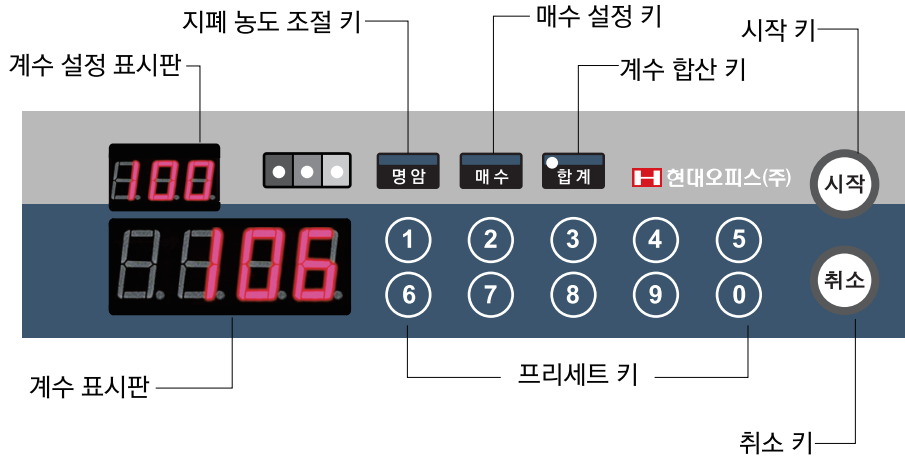 지폐 농도 조절 키
매수 설정 키
시작 키
계수 설정 표시판
계수 합산 키
100
명암
매수
합계
현대오피스(주)
시작
106
1 2 3 4 5
6 7 8 9 0
취소
계수 표시판
프리세트 키
취소 키